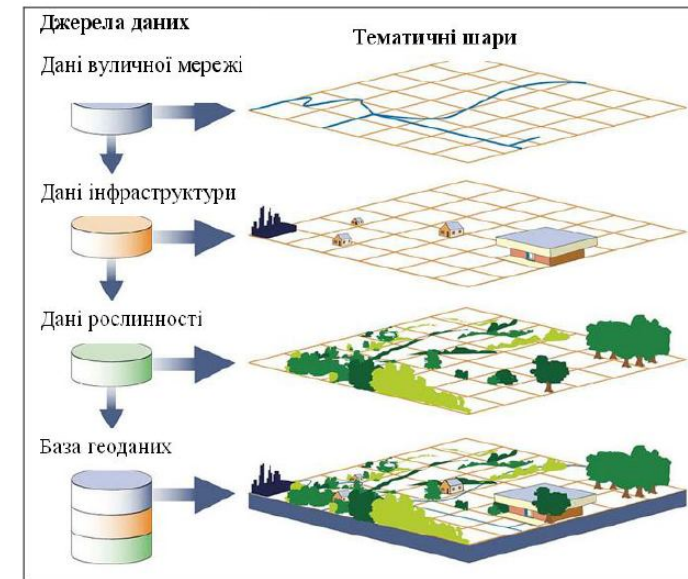 Джерела даних
Тематичні шари
Дані вуличної мережі
Дані інфраструктури
Дані рослинності
База геоданих